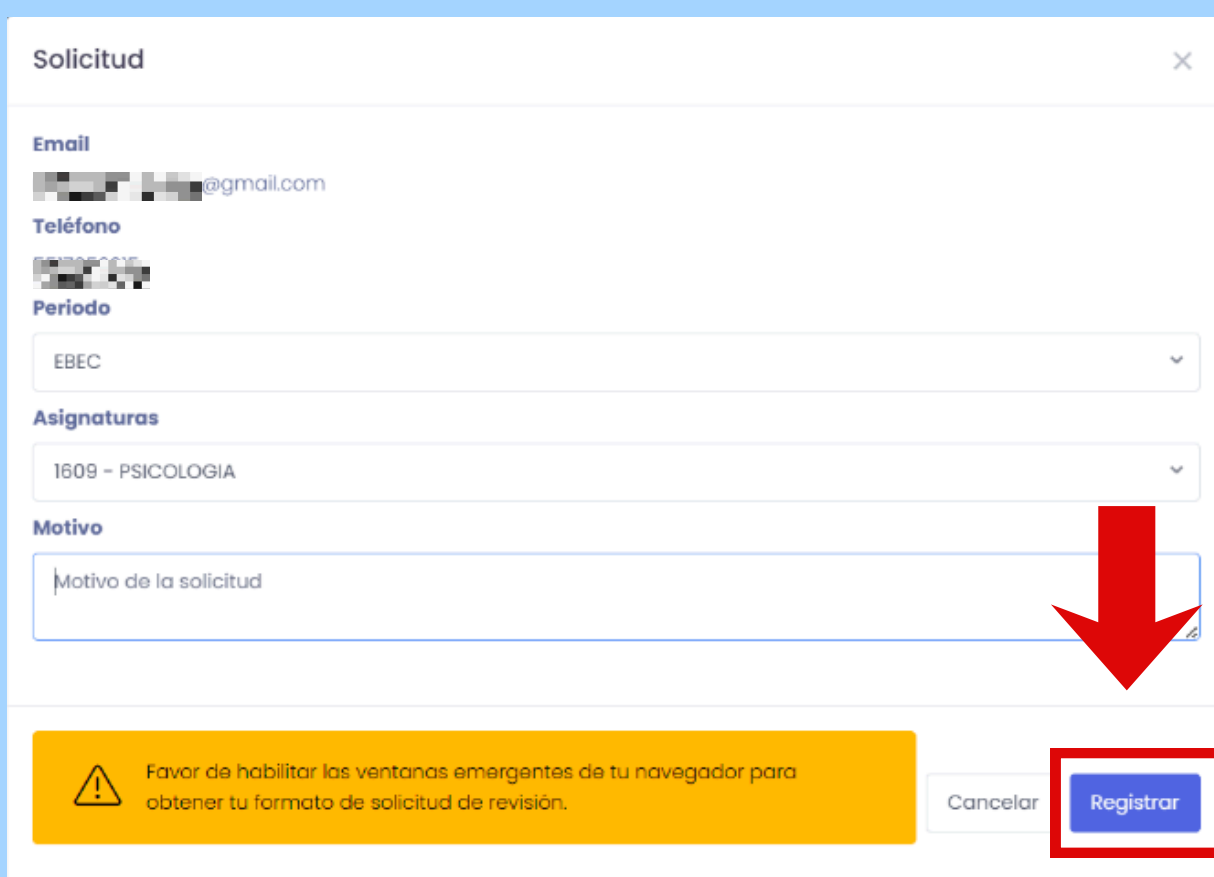 Solicitud
Email
@gmail.com
Teléfono
Periodo
EBEC
Asignaturas
1609 - PSICOLOGIA
Motivo
Motivo de la solicitud
Favor de habilitar las ventanas emergentes de tu navegador para
obtener tu formato de solicitud de revisión.
Cancelar
Registrar